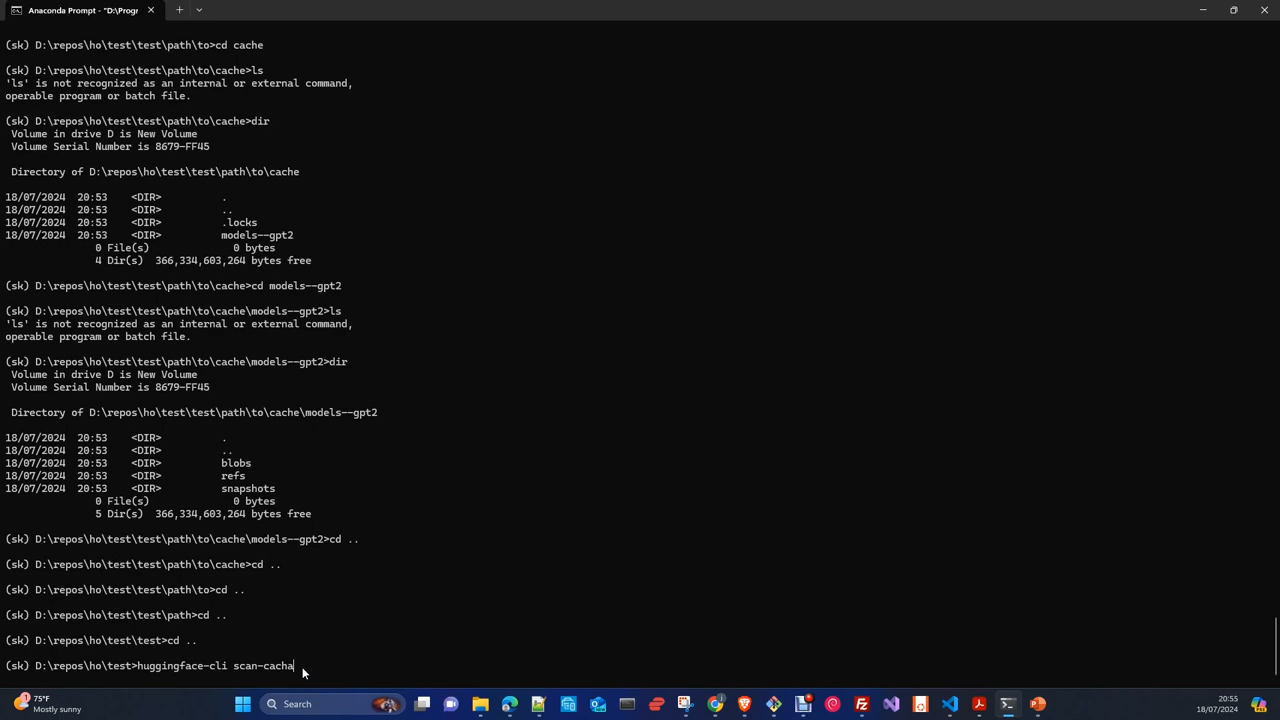 Anaconda Prompt - "D:\Progr
(sk) D:\repos\ho\test\test\path\to>cd cache
(sk) D:\repos\ho\test\test\path\to\cache>ls
'ls' is not recognized as an internal or external command,
operable program or batch file.
(sk) D:\repos\ho\test\test\path\to\cache>dir
Volume in drive D is New Volume
Volume Serial Number is 8679-FF45
Directory of D:\repos\ho\test\test\path\to\cache
18/07/2024  20:53    <DIR>          .
18/07/2024  20:53    <DIR>          ..
18/07/2024  20:53    <DIR>          .locks
18/07/2024  20:53    <DIR>          models--gpt2
0 File(s)              0 bytes
4 Dir(s)  366,334,603,264 bytes free
(sk) D:\repos\ho\test\test\path\to\cache>cd models--gpt2
(sk) D:\repos\ho\test\test\path\to\cache\models--gpt2>ls
'ls' is not recognized as an internal or external command,
operable program or batch file.
(sk) D:\repos\ho\test\test\path\to\cache\models--gpt2>dir
Volume in drive D is New Volume
Volume Serial Number is 8679-FF45
Directory of D:\repos\ho\test\test\path\to\cache\models--gpt2
18/07/2024  20:53    <DIR>          .
18/07/2024  20:53    <DIR>          ..
18/07/2024  20:53    <DIR>          blobs
18/07/2024  20:53    <DIR>          refs
18/07/2024  20:53    <DIR>          snapshots
0 File(s)              0 bytes
5 Dir(s)  366,334,603,264 bytes free
(sk) D:\repos\ho\test\test\path\to\cache\models--gpt2>cd ..
(sk) D:\repos\ho\test\test\path\to\cache>cd ..
(sk) D:\repos\ho\test\test\path\to>cd ..
(sk) D:\repos\ho\test\test\path>cd ..
(sk) D:\repos\ho\test\test>cd ..
(sk) D:\repos\ho\test>huggingface-cli scan-cacha
75°F
Mostly sunny
Search
20:55
18/07/2024